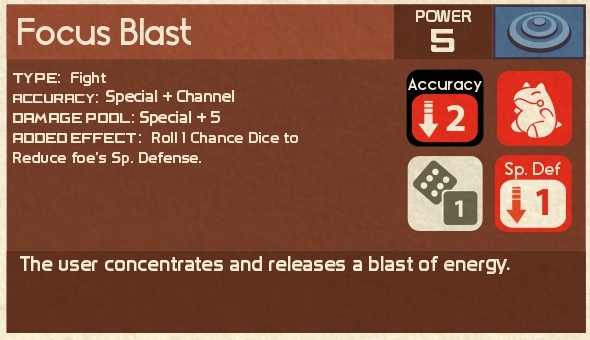 Focus Blast
POWER
5
TYPE: Fight
ACCURACY: Special + Channel
DAMAGE POOL: Special + 5
ADDED EFFECT: Roll 1 Chance Dice to
Reduce foe's Sp. Defense.
Accuracy
2
1
Sp. Def
1
The user concentrates and releases a blast of energy.